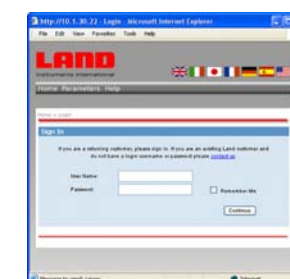 http://10.1.30.22 - Login - Microsoft Internet Explorer
File Edit View Favorites Tools Help
LAND
Instruments International
Home Parameters Help
Home > Login
Sign In
If you are a returning customer, please sign in. If you are an existing Land customer and
do not have a login username or password please contact us
User Name:
Password:
Remember Me
Continue
Internet